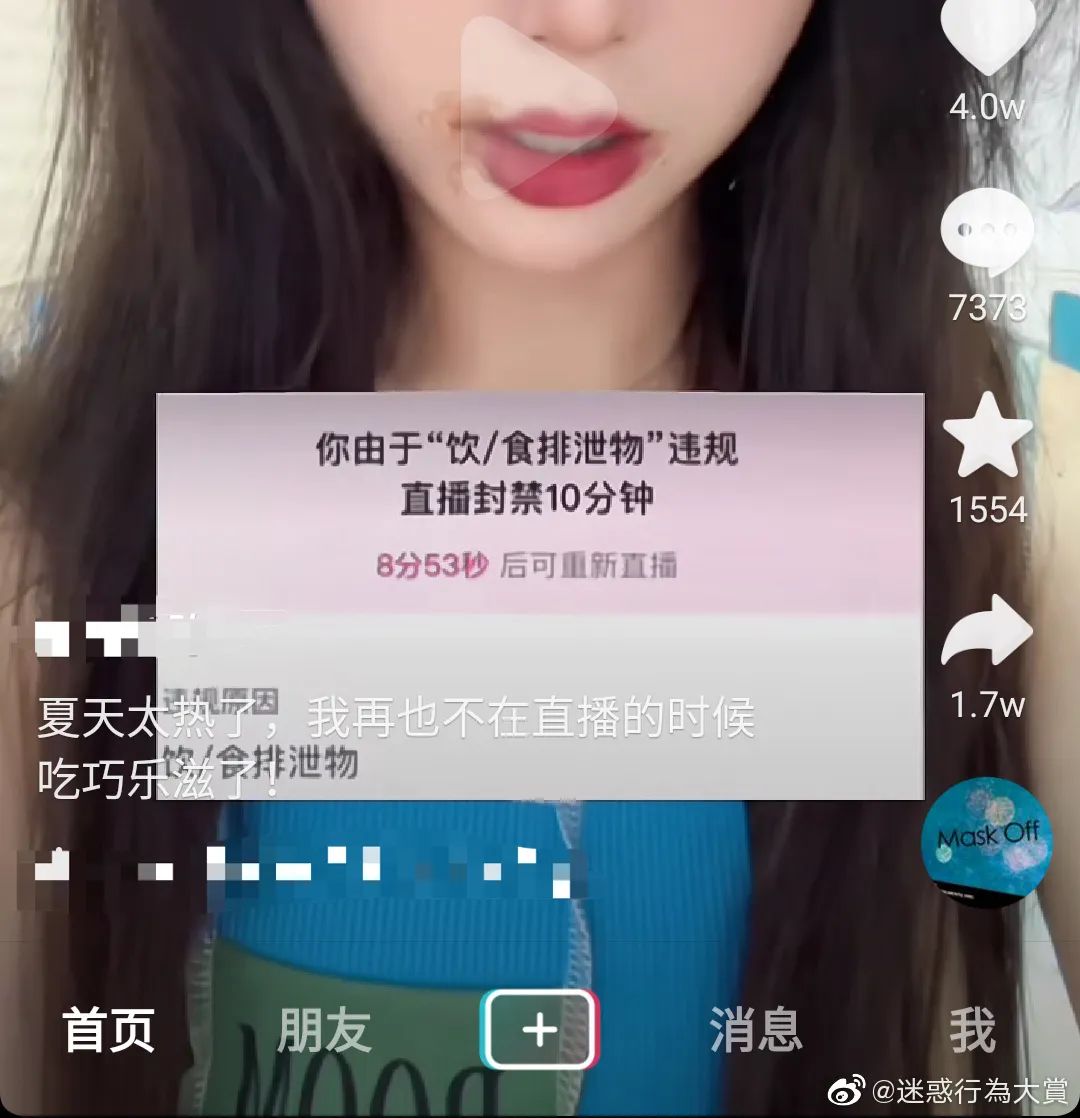 4.0w
7373
你由于“饮/食排泄物”违规
直播封禁10分钟
8分53秒 后可重新直播
1554
违规原因
饮/食排泄物
夏天太热了，我再也不在直播的时候
吃巧乐滋了！
1.7w
Mask Off
MOOD
首页
朋友
消息
我
@迷惑行為大賞